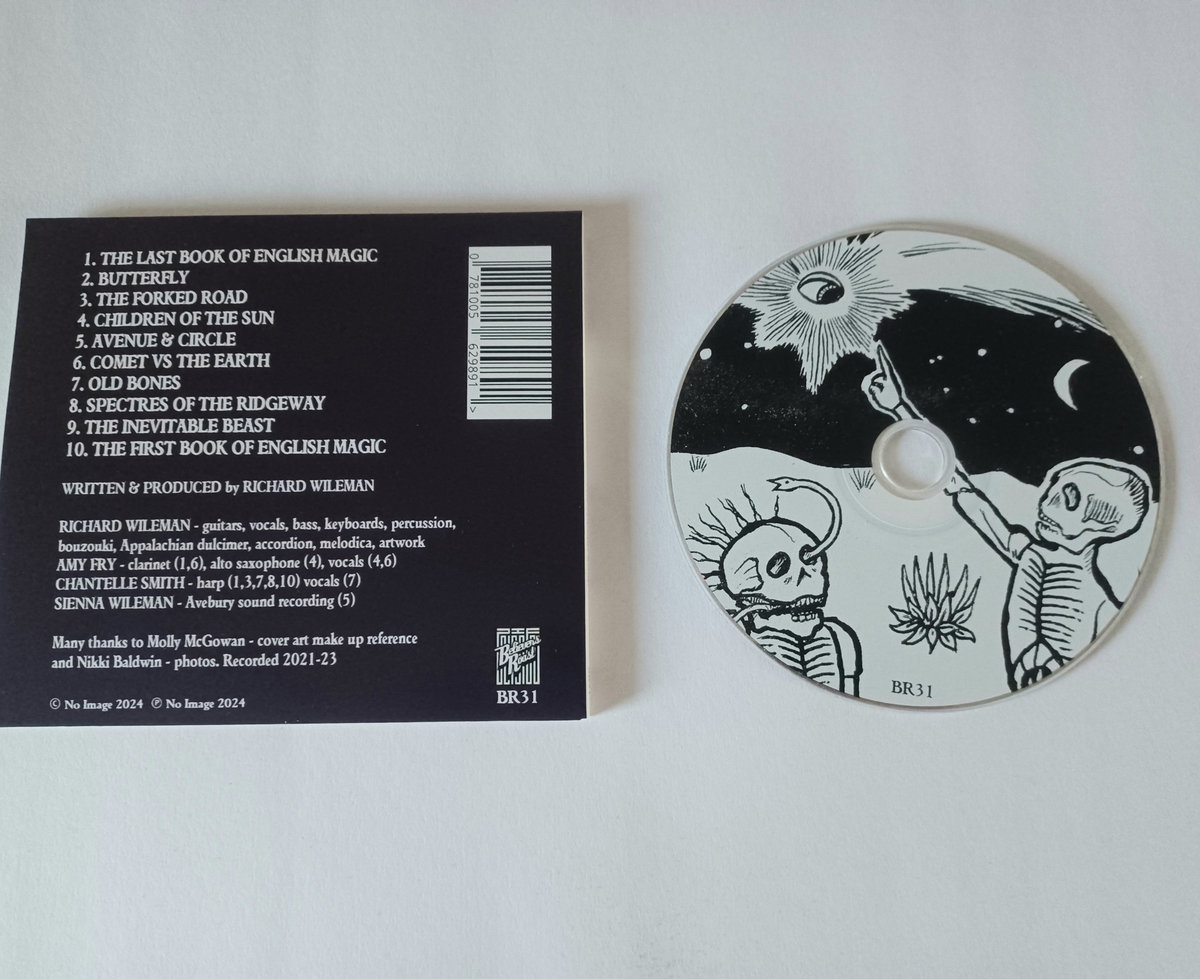 1. THE LAST BOOK OF ENGLISH MAGIC
2. BUTTERFLY
3. THE FORKED ROAD
4. CHILDREN OF THE SUN
5. AVENUE & CIRCLE
6. COMET VS THE EARTH
7. OLD BONES
8. SPECTRES OF THE RIDGEWAY
9. THE INEVITABLE BEAST
10. THE FIRST BOOK OF ENGLISH MAGIC
0 781005 629891 >
WRITTEN & PRODUCED by RICHARD WILEMAN
RICHARD WILEMAN - guitars, vocals, bass, keyboards, percussion,
bouzouki, Appalachian dulcimer, accordion, melodica, artwork
AMY FRY - clarinet (1,6), alto saxophone (4), vocals (4,6)
CHANTELLE SMITH - harp (1,3,7,8,10) vocals (7)
SIENNA WILEMAN - Avebury sound recording (5)
Many thanks to Molly McGowan - cover art make up reference
and Nikki Baldwin - photos. Recorded 2021-23
© No Image 2024 ℗ No Image 2024
Believers
Roast
BR31
BR31